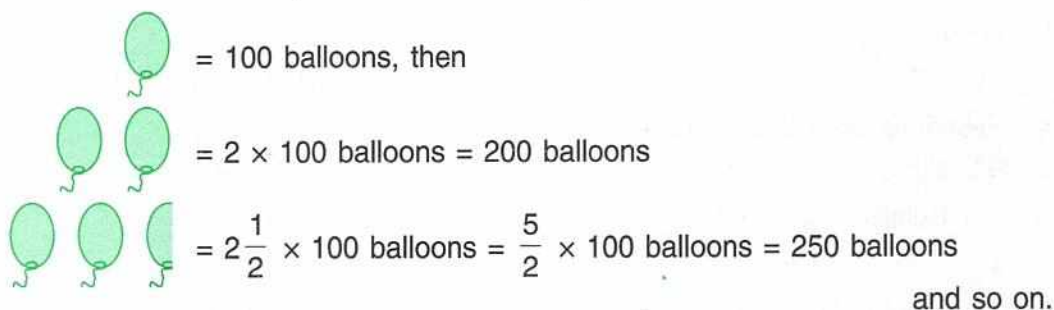 = 100 balloons, then
= 2 × 100 balloons = 200 balloons
= 2 1/2 × 100 balloons = 5/2 × 100 balloons = 250 balloons
and so on.